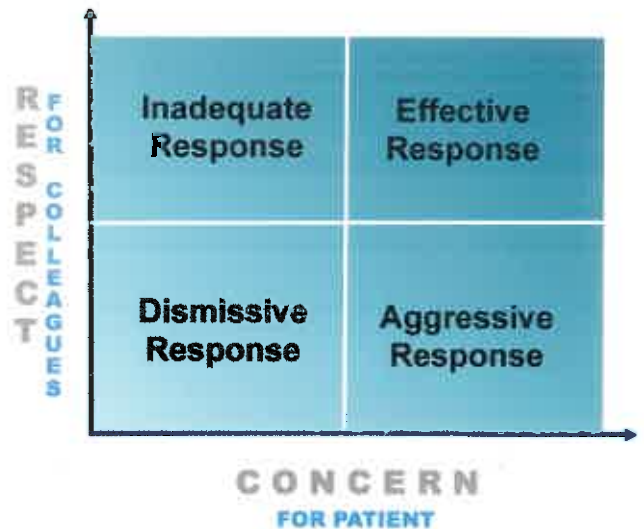 RESPECT
FOR COLLEAGUES
Inadequate
Response
Effective
Response
Dismissive
Response
Aggressive
Response
CONCERN
FOR PATIENT